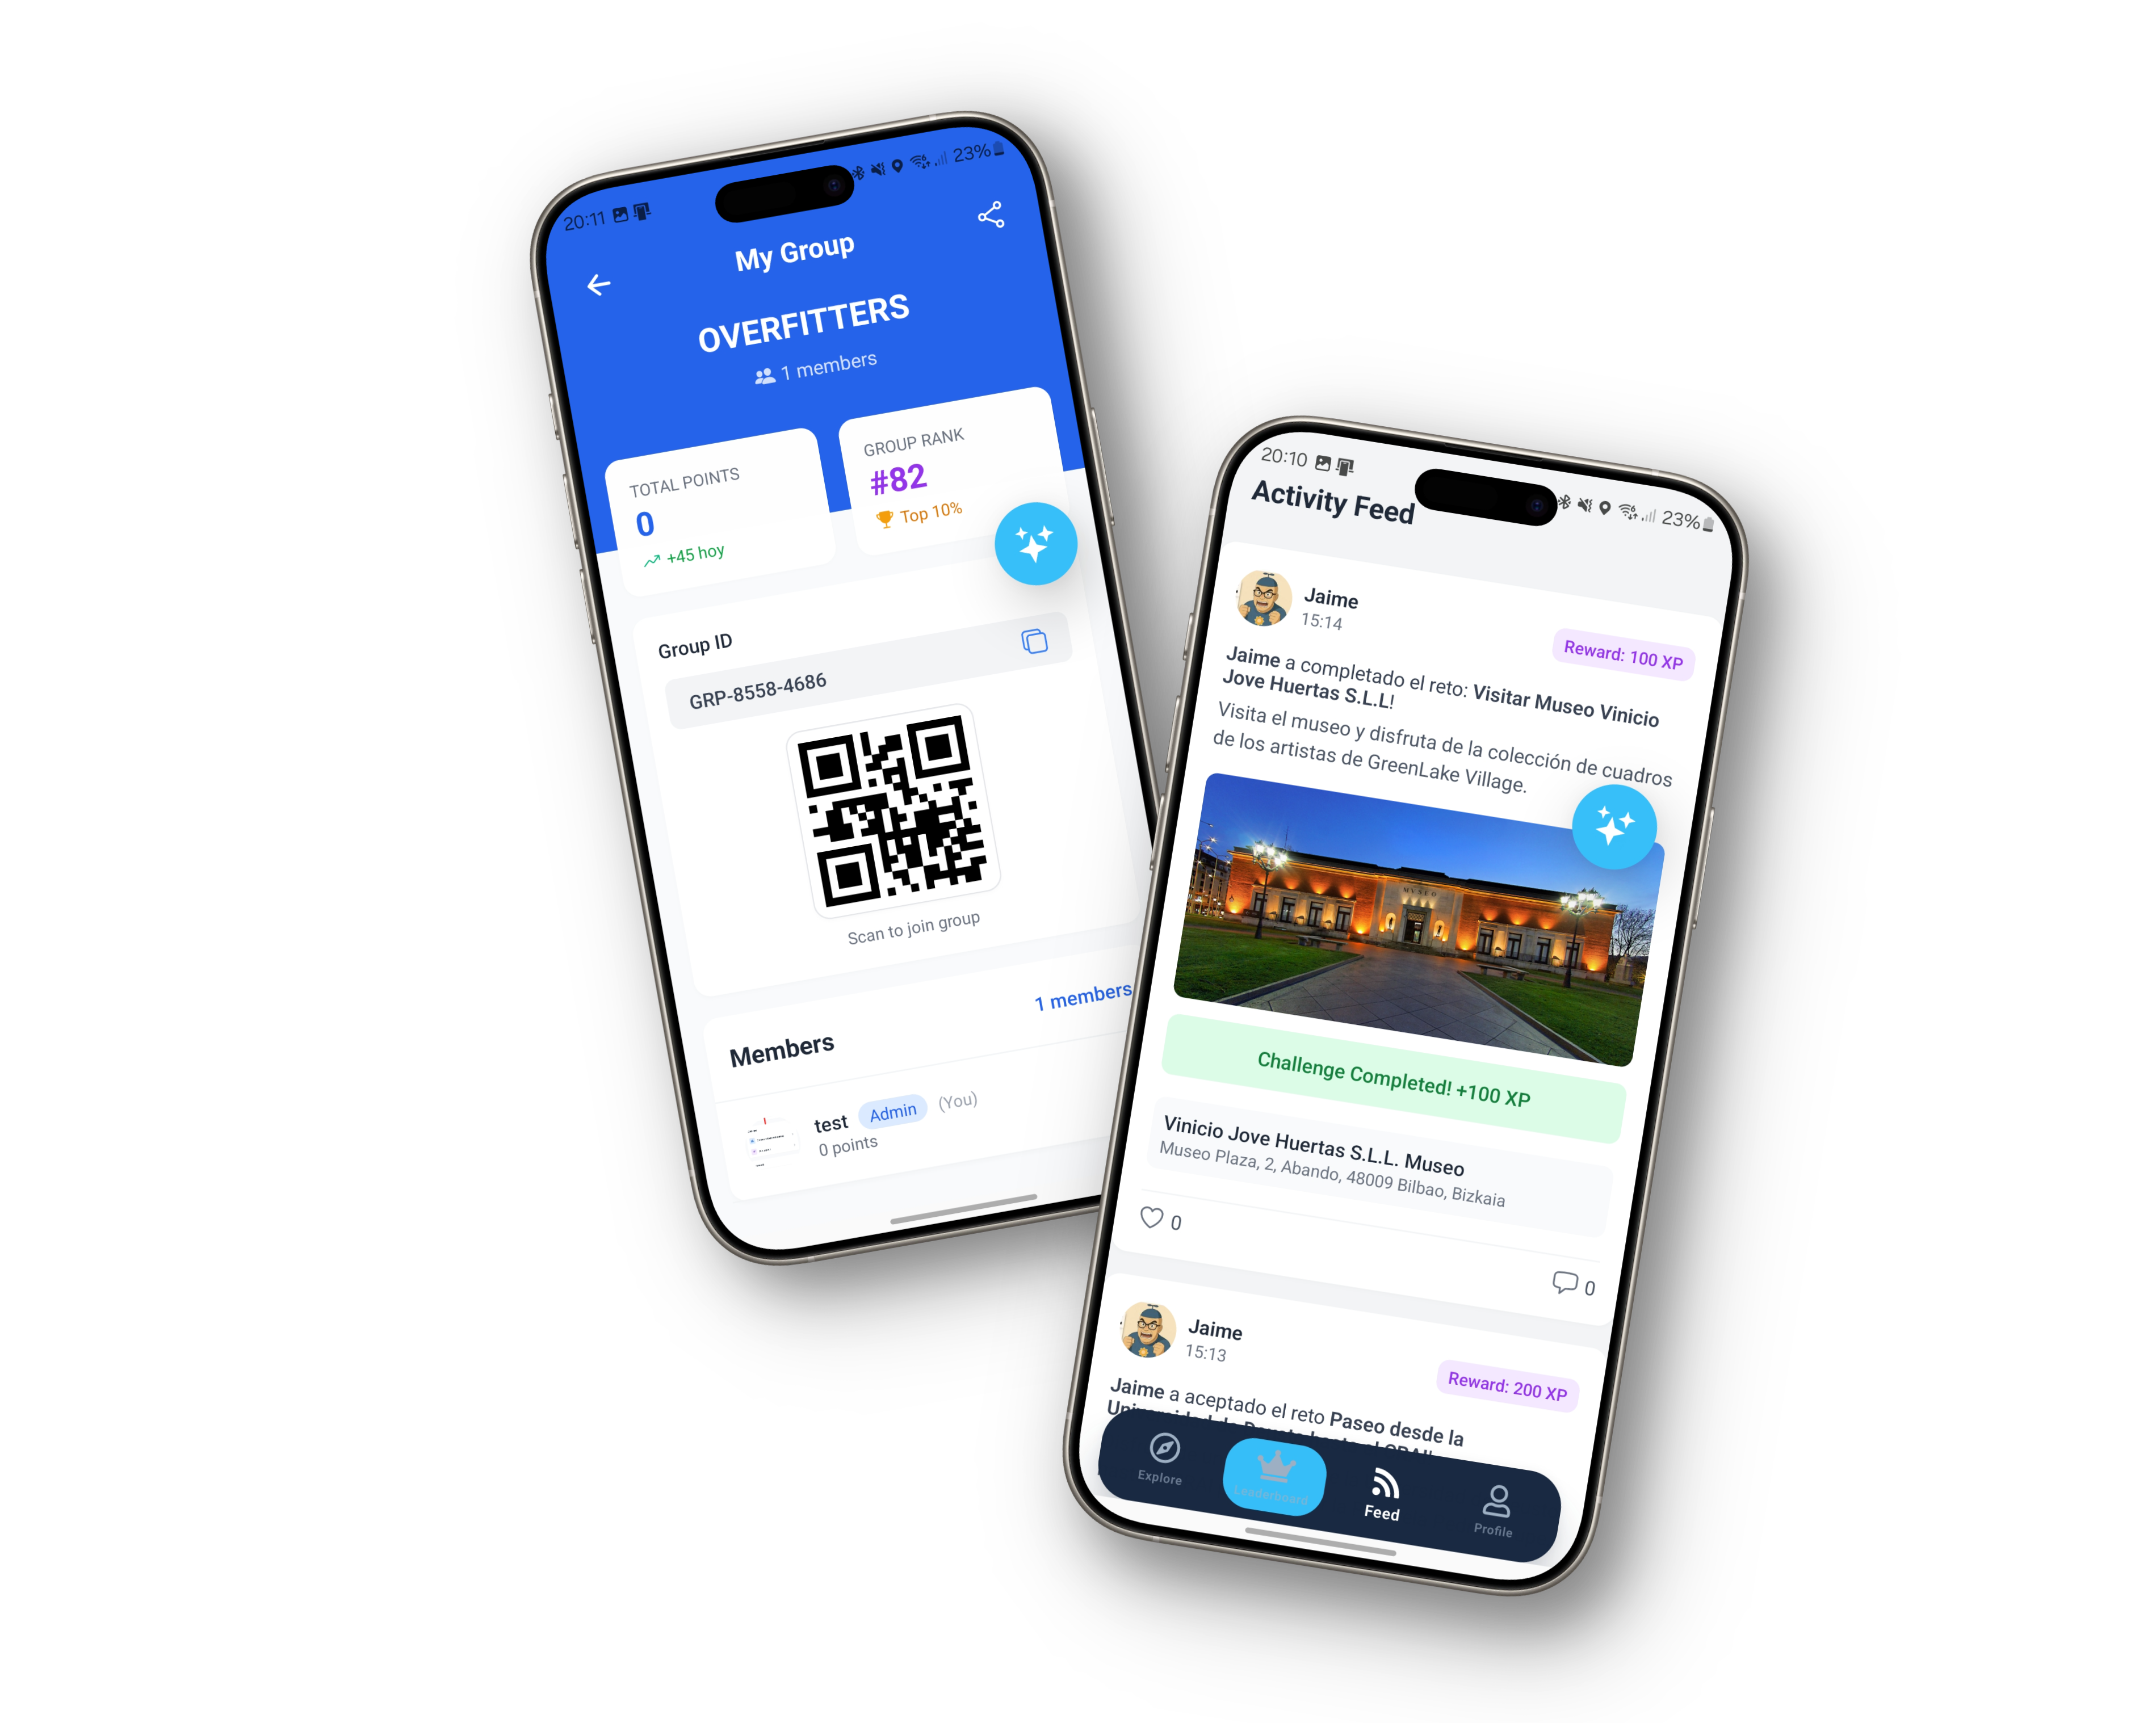 20:11
23%
My Group
OVERFITTERS
1 members
TOTAL POINTS
0
+45 hoy
GROUP RANK
#82
Top 10%
Group ID
GRP-8558-4686
Scan to join group
Members
1 members
test Admin (You)
0 points
20:10
23%
Activity Feed
Jaime
15:14
Reward: 100 XP
Jaime a completado el reto: Visitar Museo Vinicio
Jove Huertas S.L.L!
Visita el museo y disfruta de la colección de cuadros
de los artistas de GreenLake Village.
MUSEO
Challenge Completed! +100 XP
Vinicio Jove Huertas S.L.L. Museo
Museo Plaza, 2, Abando, 48009 Bilbao, Bizkaia
0
0
Jaime
15:13
Reward: 200 XP
Jaime a aceptado el reto Paseo desde la
Explore
Leaderboard
Feed
Profile